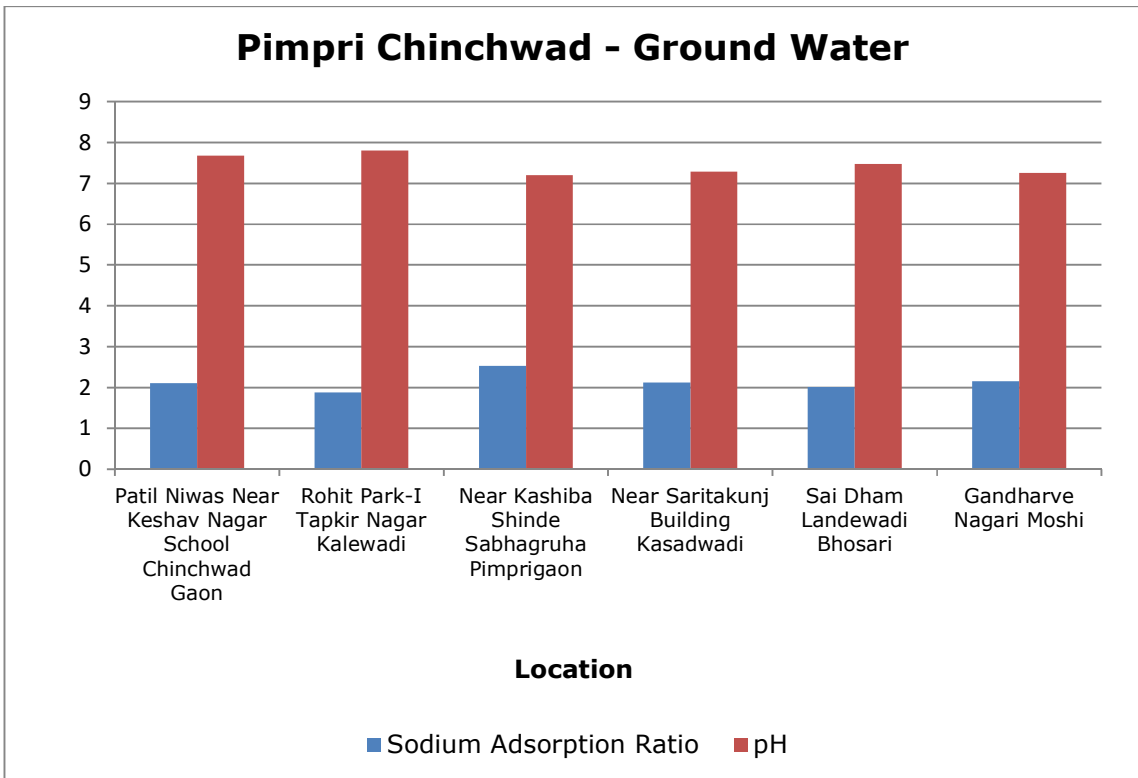 Pimpri Chinchwad - Ground Water
9
8
7
6
5
4
3
2
1
0
Patil Niwas Near
Keshav Nagar
School
Chinchwad
Gaon
Rohit Park-I
Tapkir Nagar
Kalewadi
Near Kashiba
Shinde
Sabhagruha
Pimprigaon
Near Saritakunj
Building
Kasadwadi
Sai Dham
Landewadi
Bhosari
Gandharve
Nagari Moshi
Location
Sodium Adsorption Ratio pH